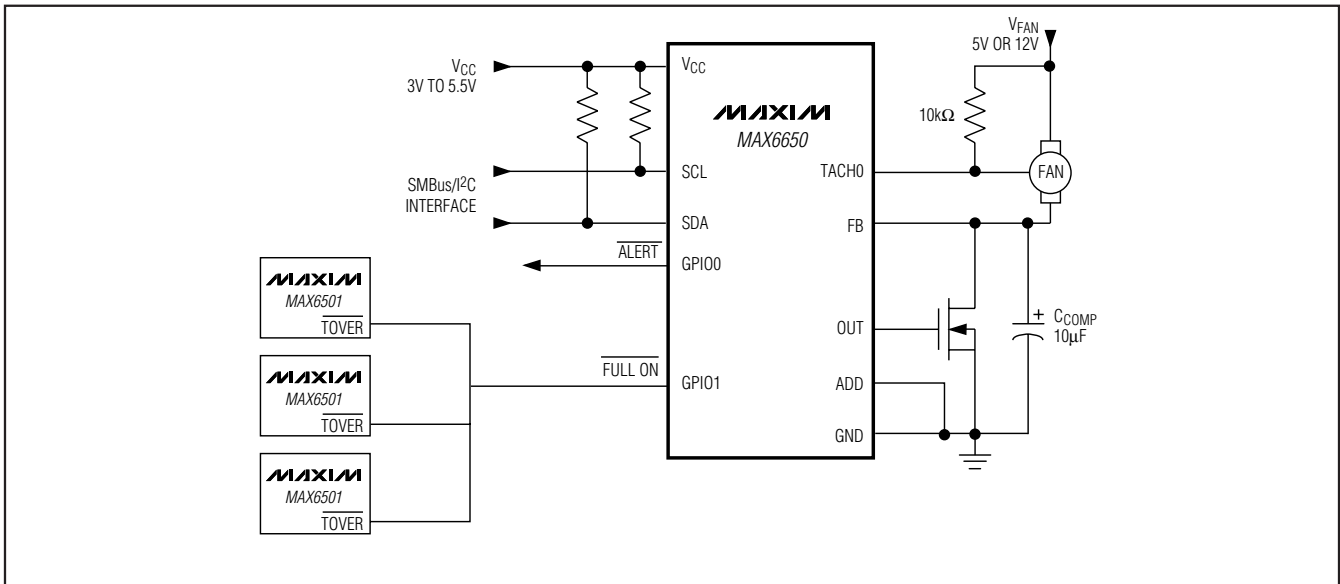 VCC
3V TO 5.5V
SMBus/I2C
INTERFACE
ALERT
FULL ON
MAXIM
MAX6501
TOVER
MAXIM
MAX6501
TOVER
MAXIM
MAX6501
TOVER
VCC
MAXIM
MAX6650
SCL
SDA
GPIO0
GPIO1
TACH0
FB
OUT
ADD
GND
VFAN
5V OR 12V
10kΩ
FAN
+ CCOMP
10μF